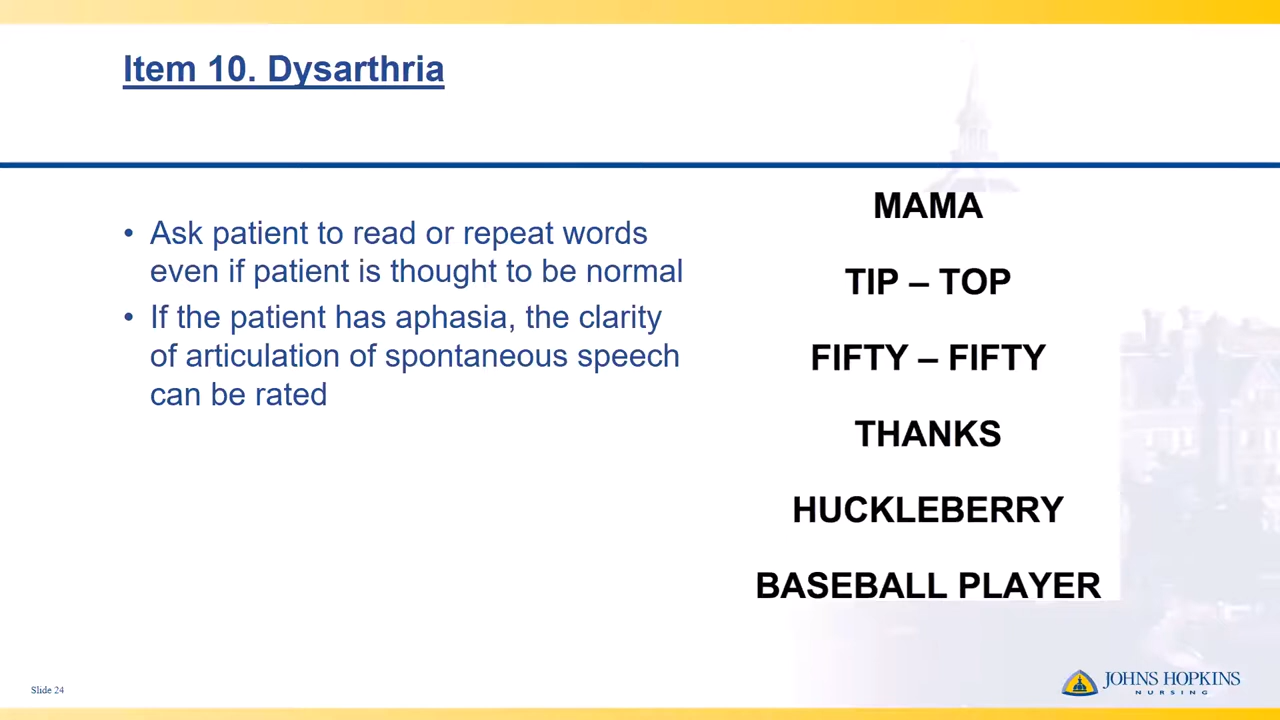 Item 10. Dysarthria
• Ask patient to read or repeat words
even if patient is thought to be normal
• If the patient has aphasia, the clarity
of articulation of spontaneous speech
can be rated
MAMA
TIP – TOP
FIFTY – FIFTY
THANKS
HUCKLEBERRY
BASEBALL PLAYER
Slide 24
JOHNS HOPKINS
NURSING